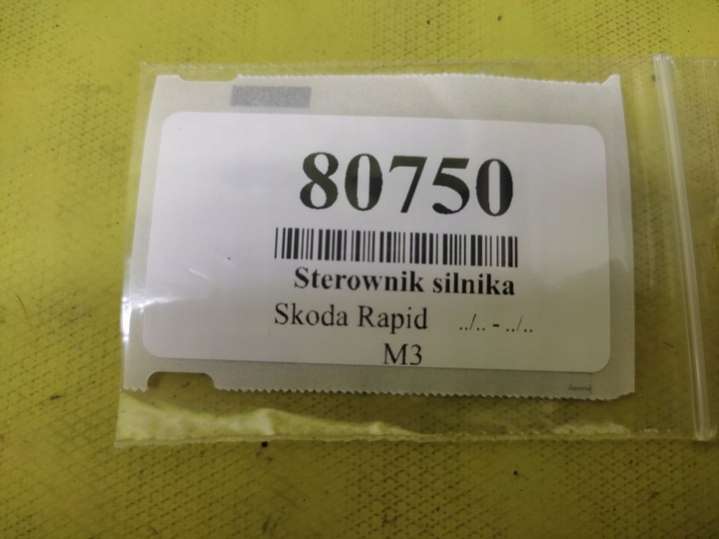 80750
Sterownik silnika
Skoda Rapid ../.. - ../..
M3